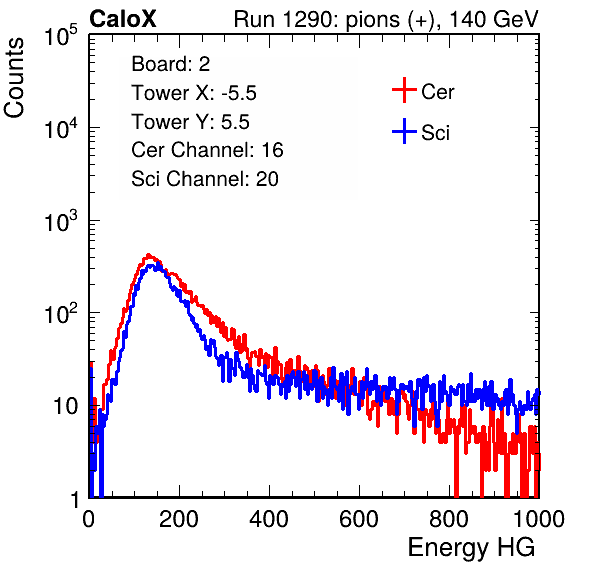 CaloX Run 1290: pions (+), 140 GeV
Counts
Board: 2
Tower X: -5.5
Tower Y: 5.5
Cer Channel: 16
Sci Channel: 20
Cer
Sci
10^5
10^4
10^3
10^2
10
1
0 200 400 600 800 1000
Energy HG